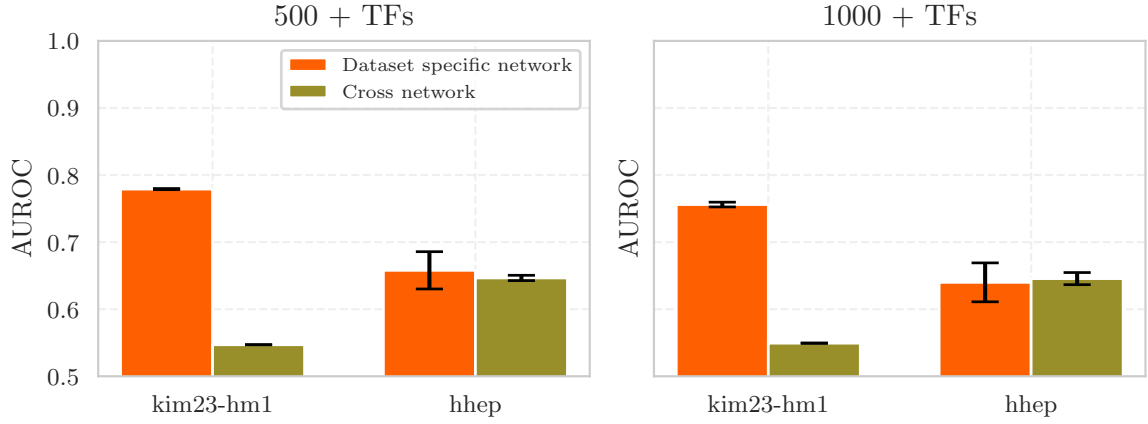 500 + TFs
1.0
0.9
0.8
0.7
0.6
0.5
AUROC
Dataset specific network
Cross network
kim23-hm1
hhep
1000 + TFs
AUROC
kim23-hm1
hhep